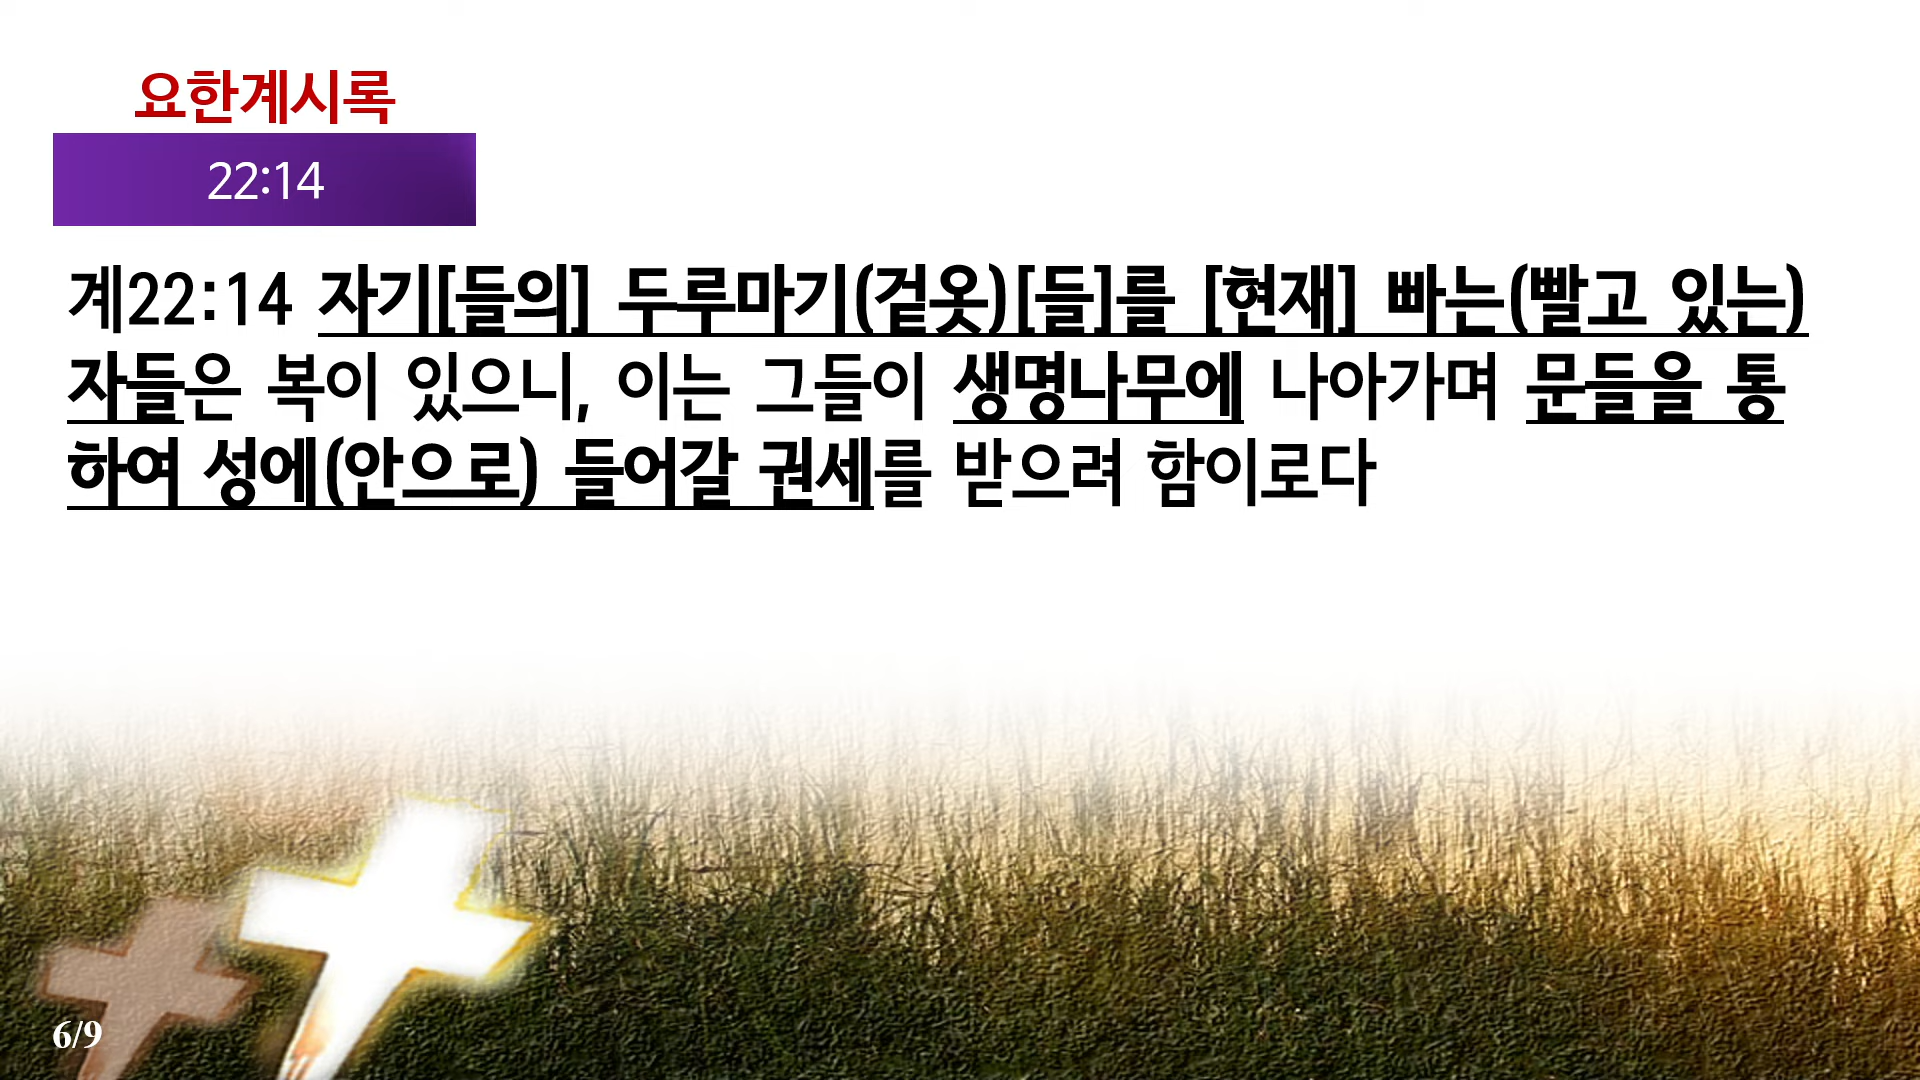 요한계시록
22:14
계22:14 자기[들의] 두루마기(겉옷)[들]를 [현재] 빠는(빨고 있는)
자들은 복이 있으니, 이는 그들이 생명나무에 나아가며 문들을 통
하여 성에(안으로) 들어갈 권세를 받으려 함이로다
6/9